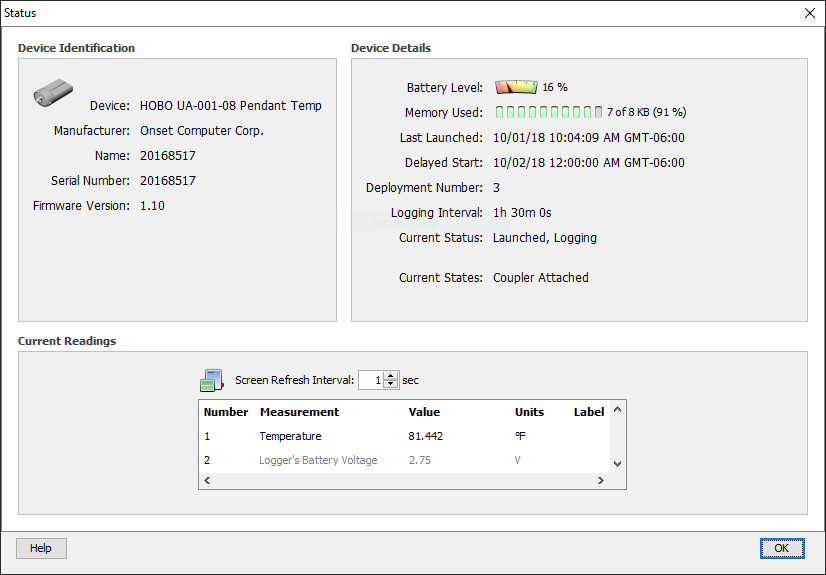 Status
Device Identification
Device: HOBO UA-001-08 Pendant Temp
Manufacturer: Onset Computer Corp.
Name: 20168517
Serial Number: 20168517
Firmware Version: 1.10
Device Details
Battery Level: 16 %
Memory Used: 7 of 8 KB (91 %)
Last Launched: 10/01/18 10:04:09 AM GMT-06:00
Delayed Start: 10/02/18 12:00:00 AM GMT-06:00
Deployment Number: 3
Logging Interval: 1h 30m 0s
Current Status: Launched, Logging
Current States: Coupler Attached
Current Readings
Screen Refresh Interval: 1 sec
Number Measurement Value Units Label
1 Temperature 81.442 °F
2 Logger's Battery Voltage 2.75 V
Help OK